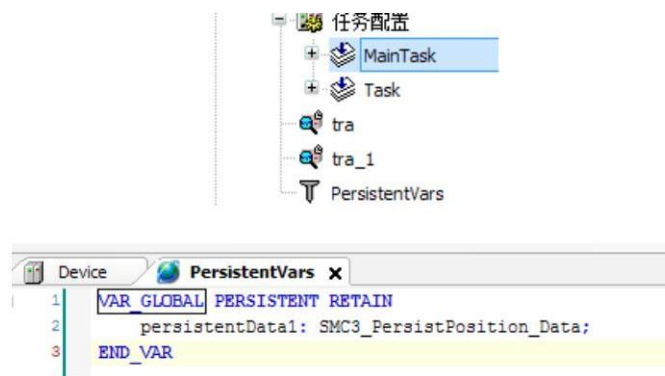 任务配置
MainTask
Task
tra
tra_1
PersistentVars
Device PersistentVars x
1 VAR_GLOBAL PERSISTENT RETAIN
2 persistentData1: SMC3_PersistPosition_Data;
3 END_VAR